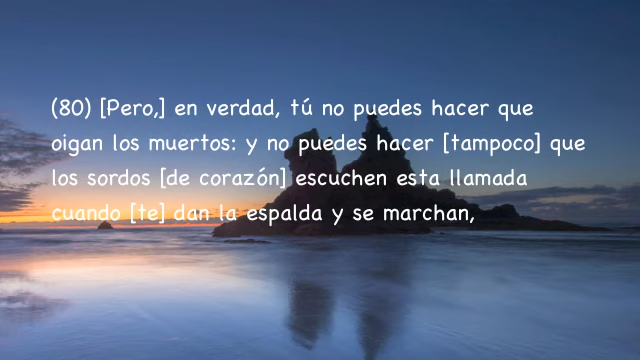 (80) [Pero,] en verdad, tú no puedes hacer que
oigan los muertos: y no puedes hacer [tampoco] que
los sordos [de corazón] escuchen esta llamada
cuando [te] dan la espalda y se marchan,